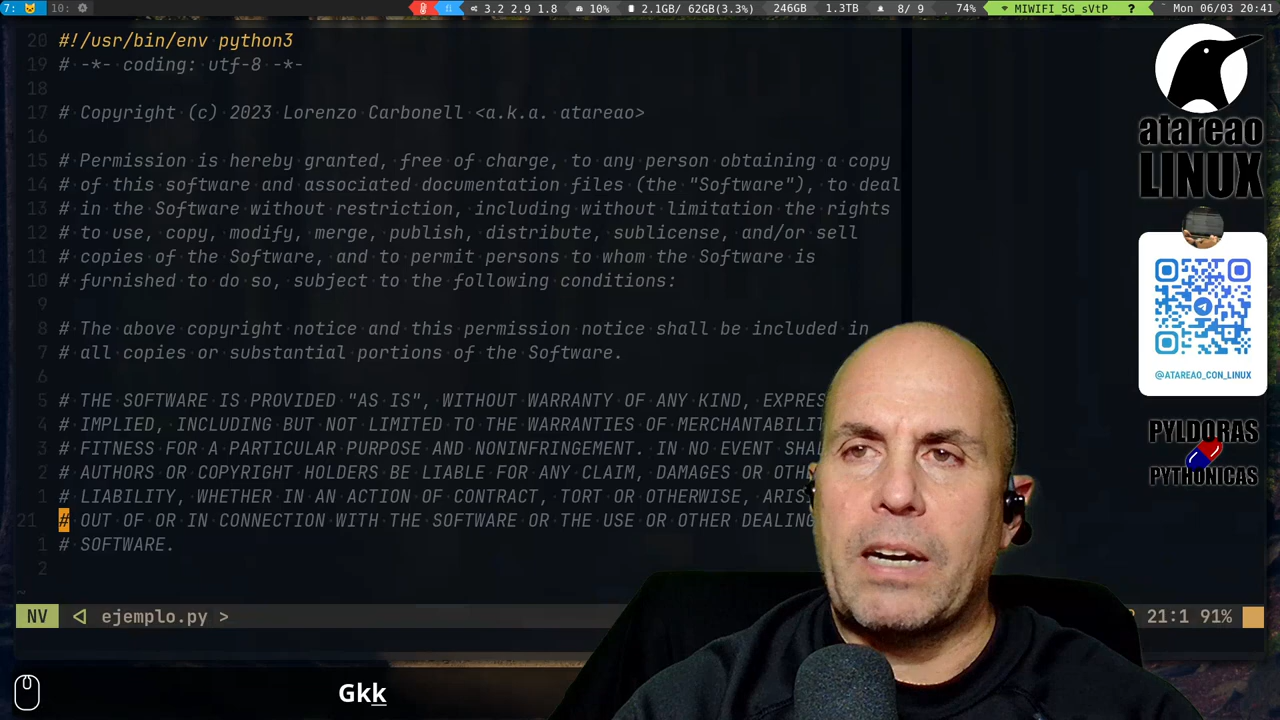 7: 10: 3.2 2.9 1.8 10% 2.1GB/ 62GB(3.3%) 246GB 1.3TB 8/ 9 74% MIWIFI_5G_sVtP ? Mon 06/03 20:41
20 #!/usr/bin/env python3
19 # -*- coding: utf-8 -*-
18
17 # Copyright (c) 2023 Lorenzo Carbonell <a.k.a. atareao>
16
15 # Permission is hereby granted, free of charge, to any person obtaining a copy
14 # of this software and associated documentation files (the "Software"), to deal
13 # in the Software without restriction, including without limitation the rights
12 # to use, copy, modify, merge, publish, distribute, sublicense, and/or sell
11 # copies of the Software, and to permit persons to whom the Software is
10 # furnished to do so, subject to the following conditions:
9
8 # The above copyright notice and this permission notice shall be included in
7 # all copies or substantial portions of the Software.
6
5 # THE SOFTWARE IS PROVIDED "AS IS", WITHOUT WARRANTY OF ANY KIND, EXPRES
4 # IMPLIED, INCLUDING BUT NOT LIMITED TO THE WARRANTIES OF MERCHANTABILIT
3 # FITNESS FOR A PARTICULAR PURPOSE AND NONINFRINGEMENT. IN NO EVENT SHA
2 # AUTHORS OR COPYRIGHT HOLDERS BE LIABLE FOR ANY CLAIM, DAMAGES OR OTH
1 # LIABILITY, WHETHER IN AN ACTION OF CONTRACT, TORT OR OTHERWISE, ARIS
21 # OUT OF OR IN CONNECTION WITH THE SOFTWARE OR THE USE OR OTHER DEALING
1 # SOFTWARE.
2
~
NV ejemplo.py > 21:1 91%
Gkk
atareao
LINUX
@ATAREAO_CON_LINUX
PYLDORAS
PYTHONICAS